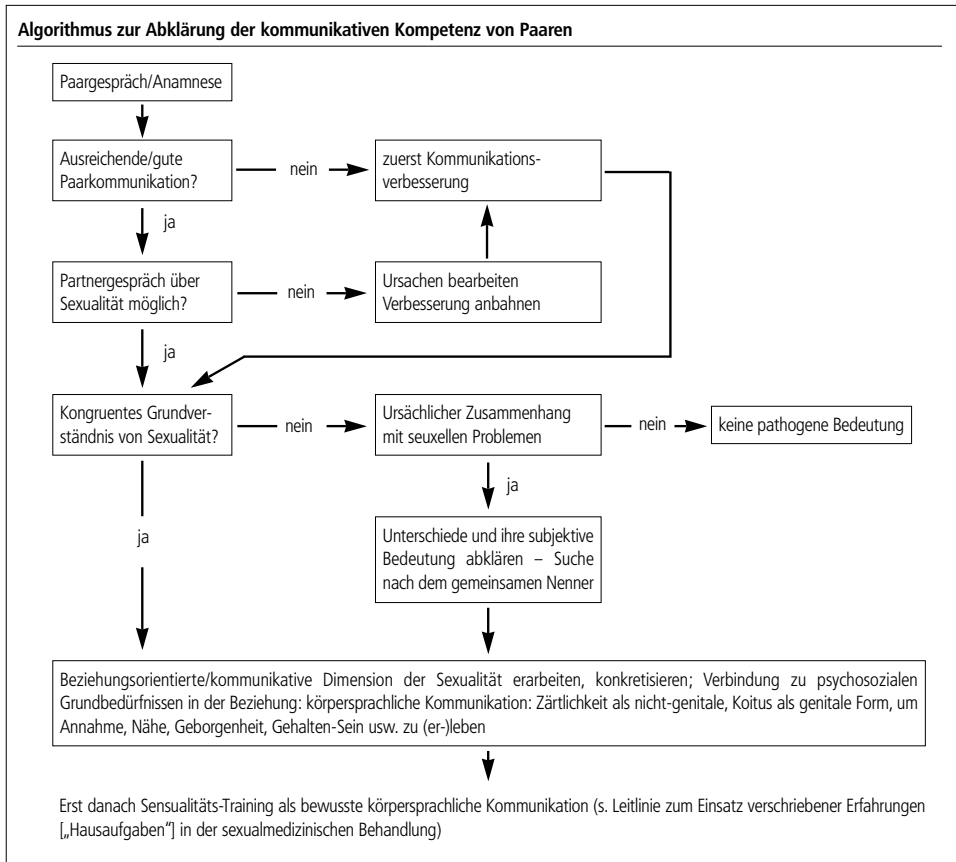 Algorithmus zur Abklärung der kommunikativen Kompetenz von Paaren
Paargespräch/Anamnese
Ausreichende/gute
Paarkommunikation?
nein
zuerst Kommunikations-
verbesserung
ja
Partnergespräch über
Sexualität möglich?
nein
Ursachen bearbeiten
Verbesserung anbahnen
ja
Kongruentes Grundver-
ständnis von Sexualität?
nein
Ursächlicher Zusammenhang
mit seuxellen Problemen
nein
keine pathogene Bedeutung
ja
ja
Unterschiede und ihre subjektive
Bedeutung abklären – Suche
nach dem gemeinsamen Nenner
Beziehungsorientierte/kommunikative Dimension der Sexualität erarbeiten, konkretisieren; Verbindung zu psychosozialen
Grundbedürfnissen in der Beziehung: körpersprachliche Kommunikation: Zärtlichkeit als nicht-genitale, Koitus als genitale Form, um
Annahme, Nähe, Geborgenheit, Gehalten-Sein usw. zu (er-)leben
Erst danach Sensualitäts-Training als bewusste körpersprachliche Kommunikation (s. Leitlinie zum Einsatz verschriebener Erfahrungen
[„Hausaufgaben"] in der sexualmedizinischen Behandlung)